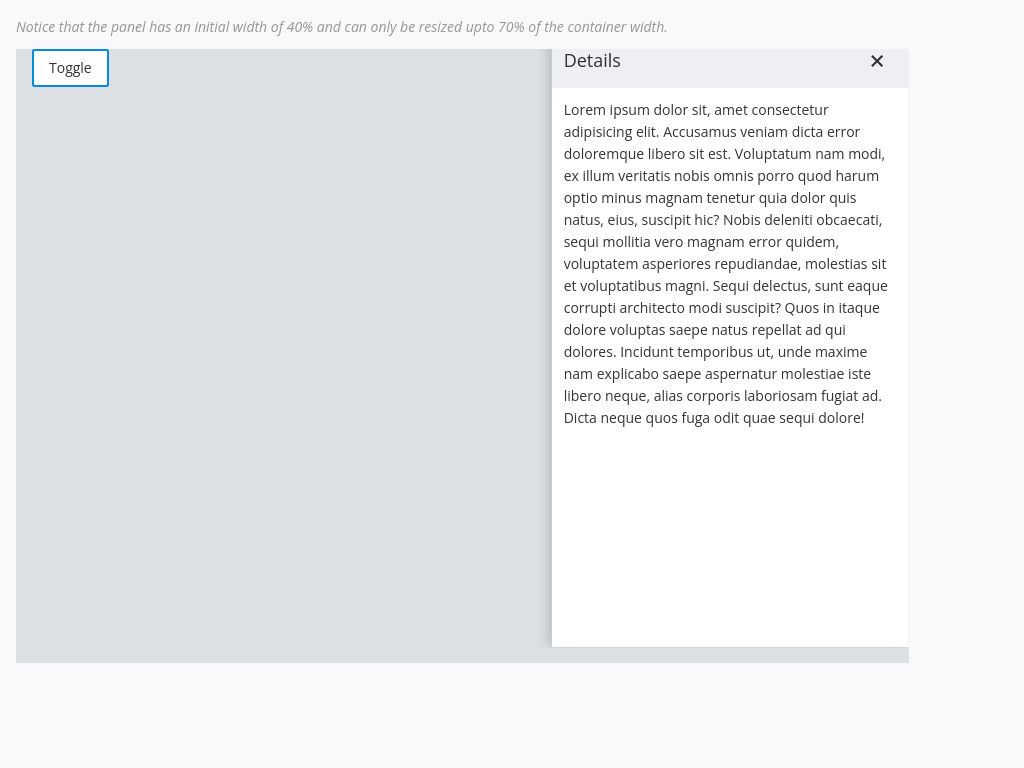 Notice that the panel has an initial width of 40% and can only be resized upto 70% of the container width.
Toggle
Details
Lorem ipsum dolor sit, amet consectetur
adipisicing elit. Accusamus veniam dicta error
doloremque libero sit est. Voluptatum nam modi,
ex illum veritatis nobis omnis porro quod harum
optio minus magnam tenetur quia dolor quis
natus, eius, suscipit hic? Nobis deleniti obcaecati,
sequi mollitia vero magnam error quidem,
voluptatem asperiores repudiandae, molestias sit
et voluptatibus magni. Sequi delectus, sunt eaque
corrupti architecto modi suscipit? Quos in itaque
dolore voluptas saepe natus repellat ad qui
dolores. Incidunt temporibus ut, unde maxime
nam explicabo saepe aspernatur molestiae iste
libero neque, alias corporis laboriosam fugiat ad.
Dicta neque quos fuga odit quae sequi dolore!